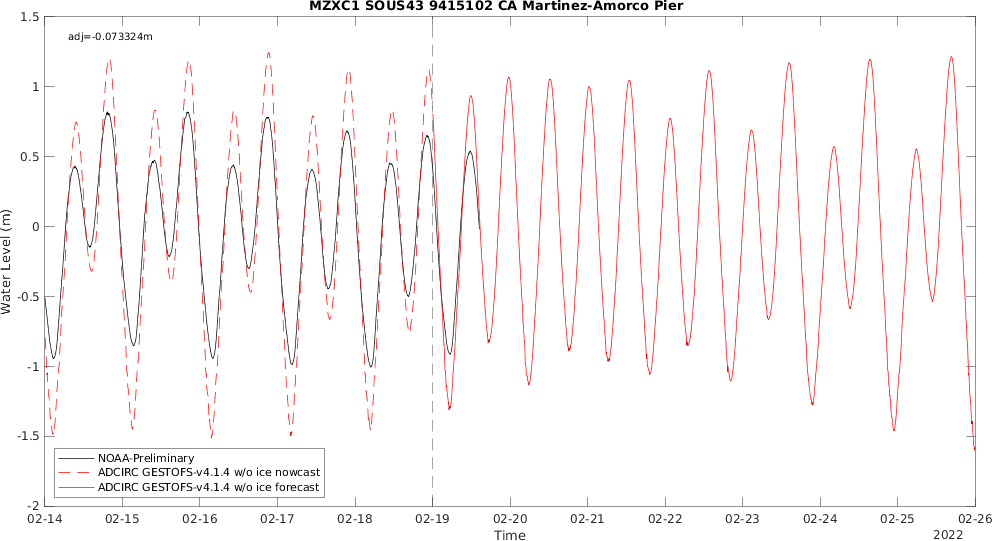 MZXC1 SOUS43 9415102 CA Martinez-Amorco Pier
adj=-0.073324m
1.5
1
0.5
0
-0.5
-1
-1.5
-2
Water Level (m)
NOAA-Preliminary
ADCIRC GESTOFS-v4.1.4 w/o ice nowcast
ADCIRC GESTOFS-v4.1.4 w/o ice forecast
02-14 02-15 02-16 02-17 02-18 02-19 02-20 02-21 02-22 02-23 02-24 02-25 02-26
Time
2022